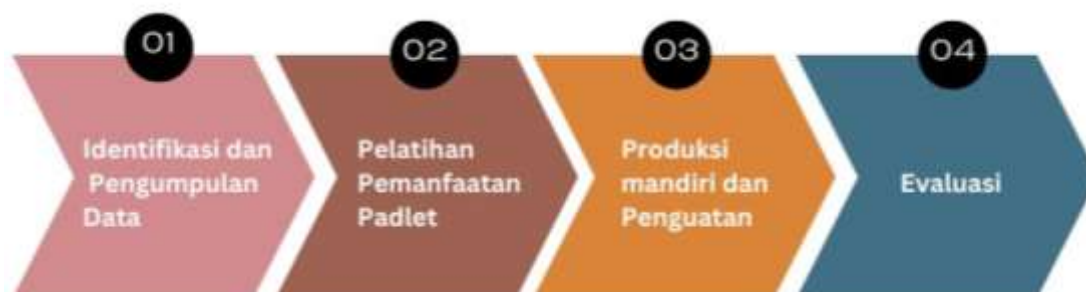 01
Identifikasi dan
Pengumpulan
Data
02
Pelatihan
Pemanfaatan
Padlet
03
Produksi
mandiri dan
Penguatan
04
Evaluasi